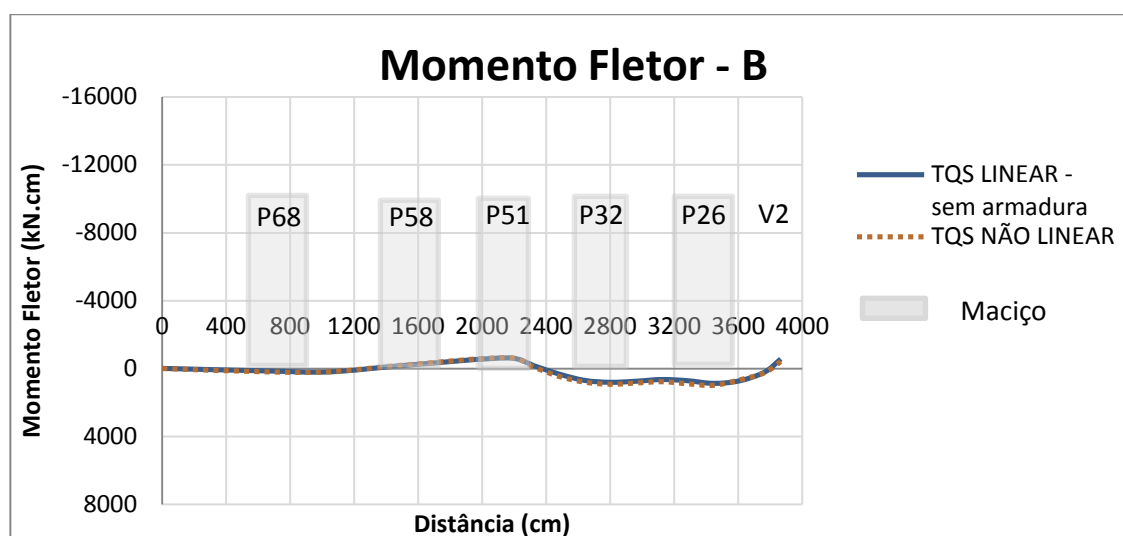 Momento Fletor - B
-16000
-12000
-8000
-4000
0
4000
8000
Momento Fletor (kN.cm)
P68
P58
P51
P32
P26
V2
0 400 800 1200 1600 2000 2400 2800 3200 3600 4000
Distância (cm)
TQS LINEAR -
sem armadura
TQS NÃO LINEAR
Maciço